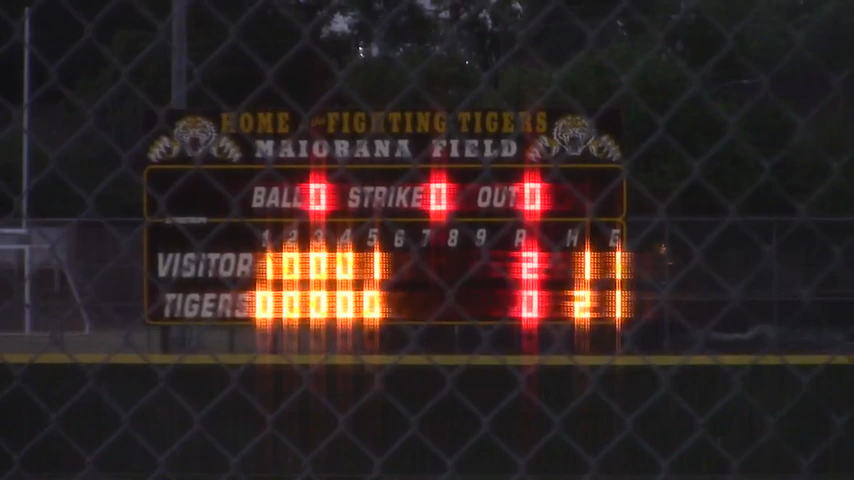 HOME of the FIGHTING TIGERS
MAIORANA FIELD
BALL 0 STRIKE 0 OUT 0
1 2 3 4 5 6 7 8 9 R H E
VISITOR 1 0 0 0 1 2 1 1
TIGERS 0 0 0 0 0 0 2 1